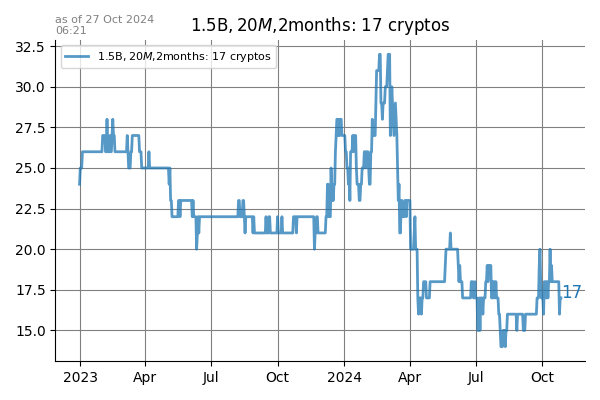 as of 27 Oct 2024
06:21
1.5B, 20M,2months: 17 cryptos
1.5B, 20M,2months: 17 cryptos
32.5
30.0
27.5
25.0
22.5
20.0
17.5
15.0
17
2023
Apr
Jul
Oct
2024
Apr
Jul
Oct